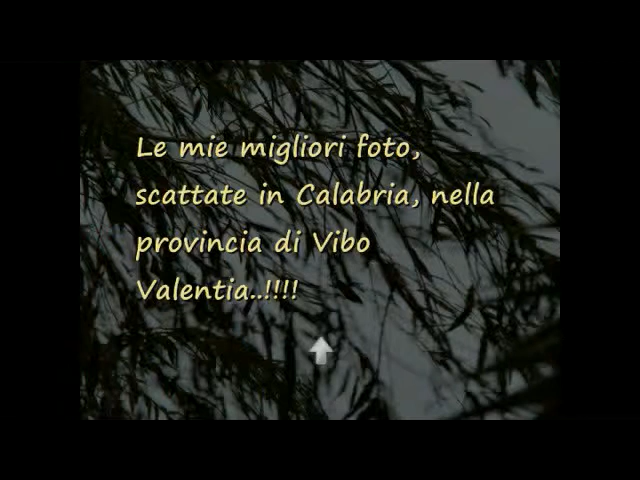 Le mie migliori foto,
scattate in Calabria, nella
provincia di Vibo
Valentia..!!!!